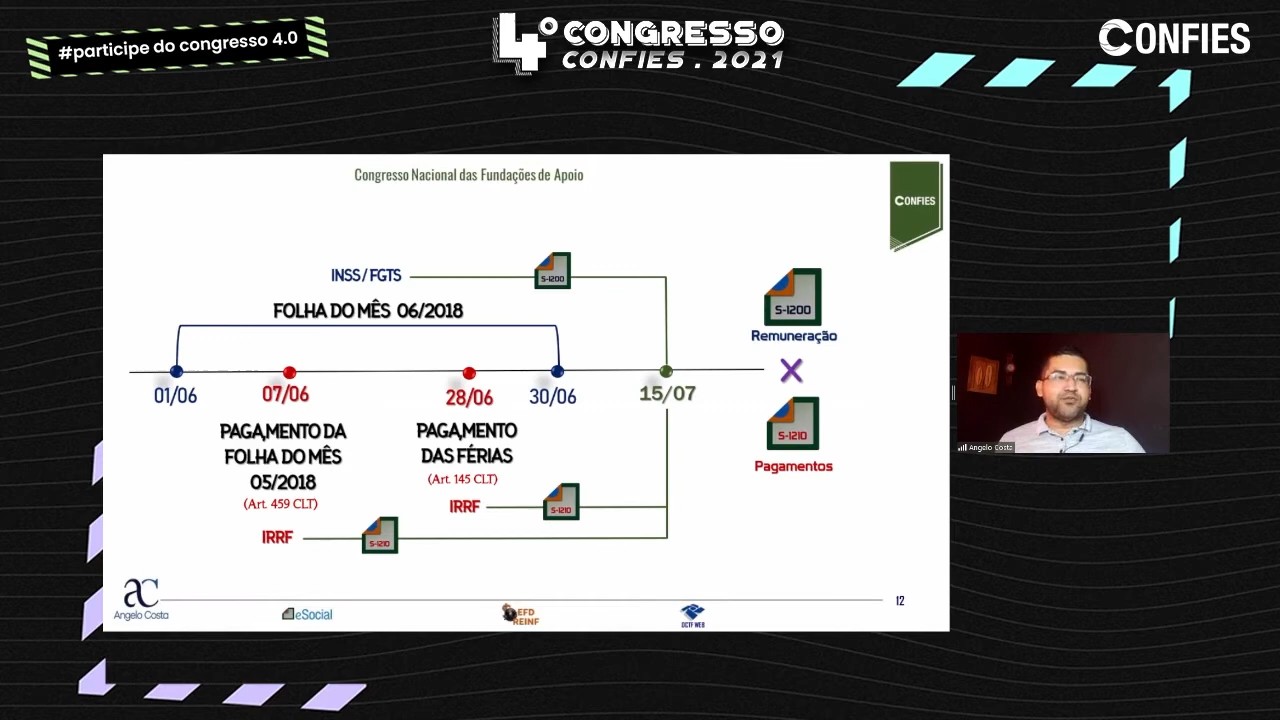 #participe do congresso 4.0
4º CONGRESSO
CONFIES . 2021
CONFIES
Congresso Nacional das Fundações de Apoio
CONFIES
INSS / FGTS
S-1200
FOLHA DO MÊS 06/2018
S-1200
Remuneração
01/06
07/06
28/06
30/06
15/07
X
PAGAMENTO DA
FOLHA DO MÊS
05/2018
(Art. 459 CLT)
PAGAMENTO
DAS FÉRIAS
(Art. 145 CLT)
S-1210
Pagamentos
IRRF
S-1210
IRRF
S-1210
Angelo Costa
AC
Angelo Costa
eSocial
EFD
REINF
DCTF WEB
12